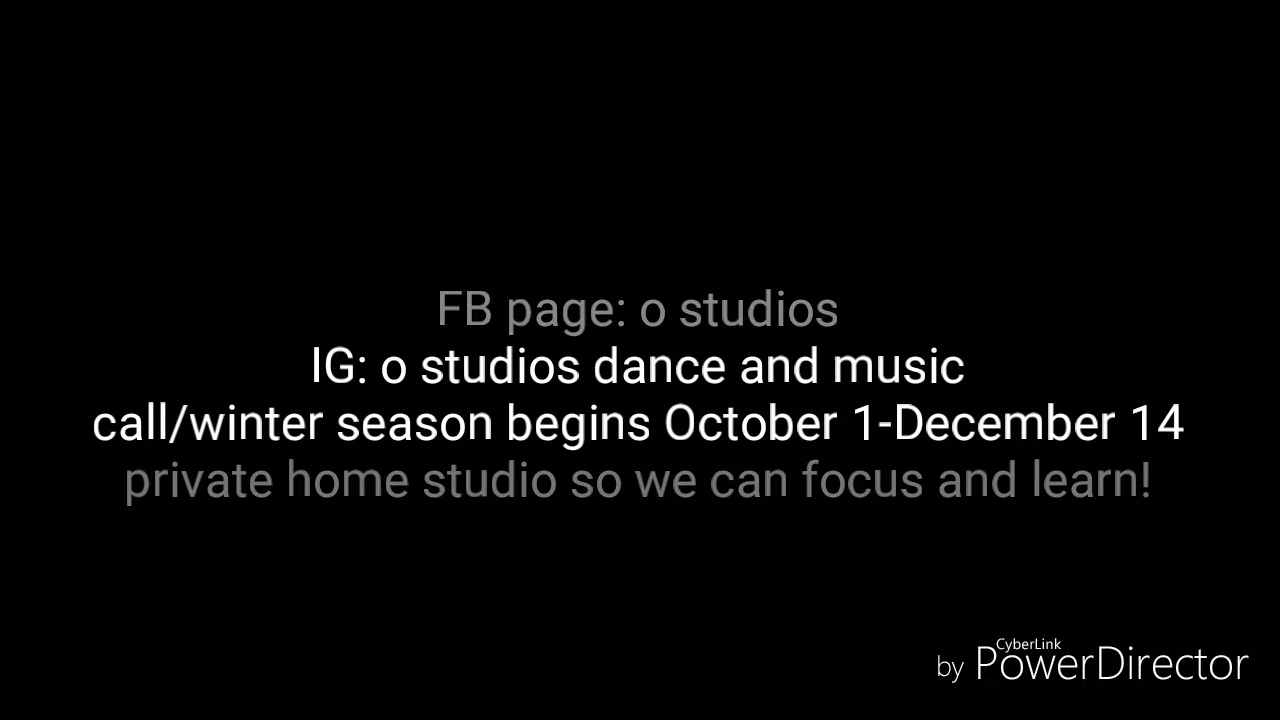 FB page: o studios
IG: o studios dance and music
call/winter season begins October 1-December 14
private home studio so we can focus and learn!
CyberLink
by PowerDirector